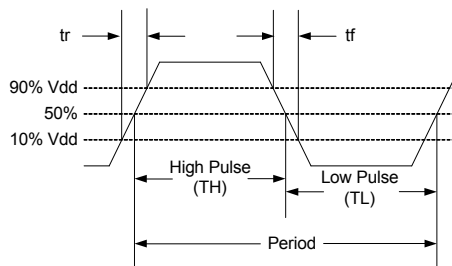 tr
tf
90% Vdd
50%
10% Vdd
High Pulse
(TH)
Low Pulse
(TL)
Period